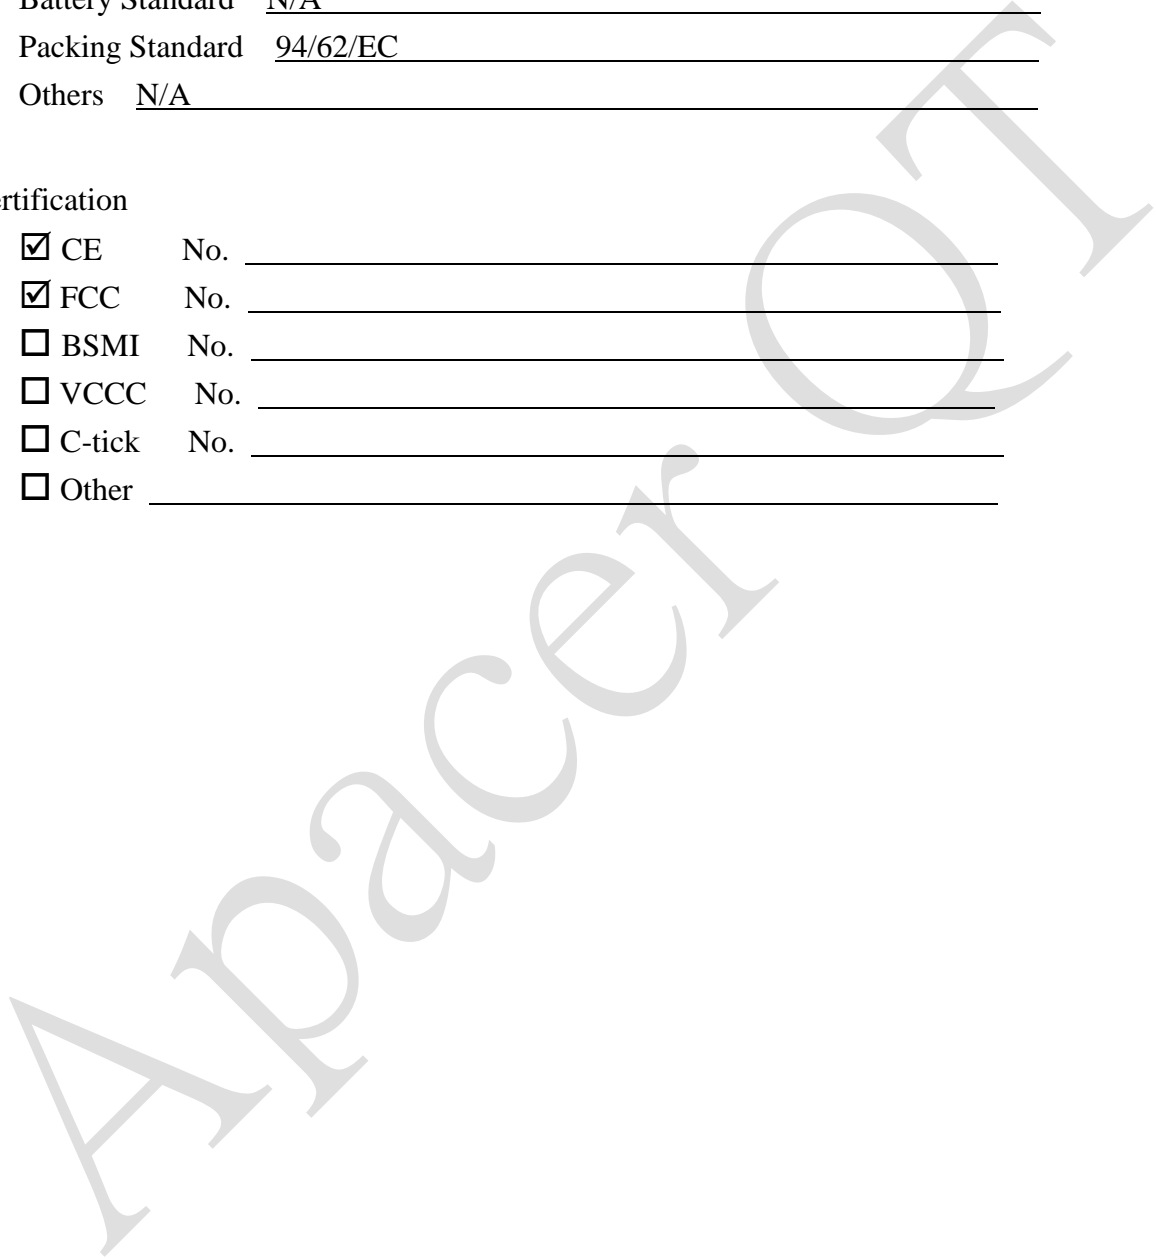 Battery Standard N/A
Packing Standard 94/62/EC
Others N/A
ertification
☑ CE No.
☑ FCC No.
☐ BSMI No.
☐ VCCC No.
☐ C-tick No.
☐ Other
Apacer QT